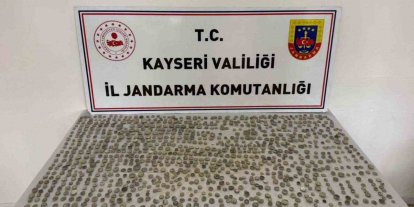 T.C.
KAYSERİ VALİLİĞİ
İL JANDARMA KOMUTANLIĞI